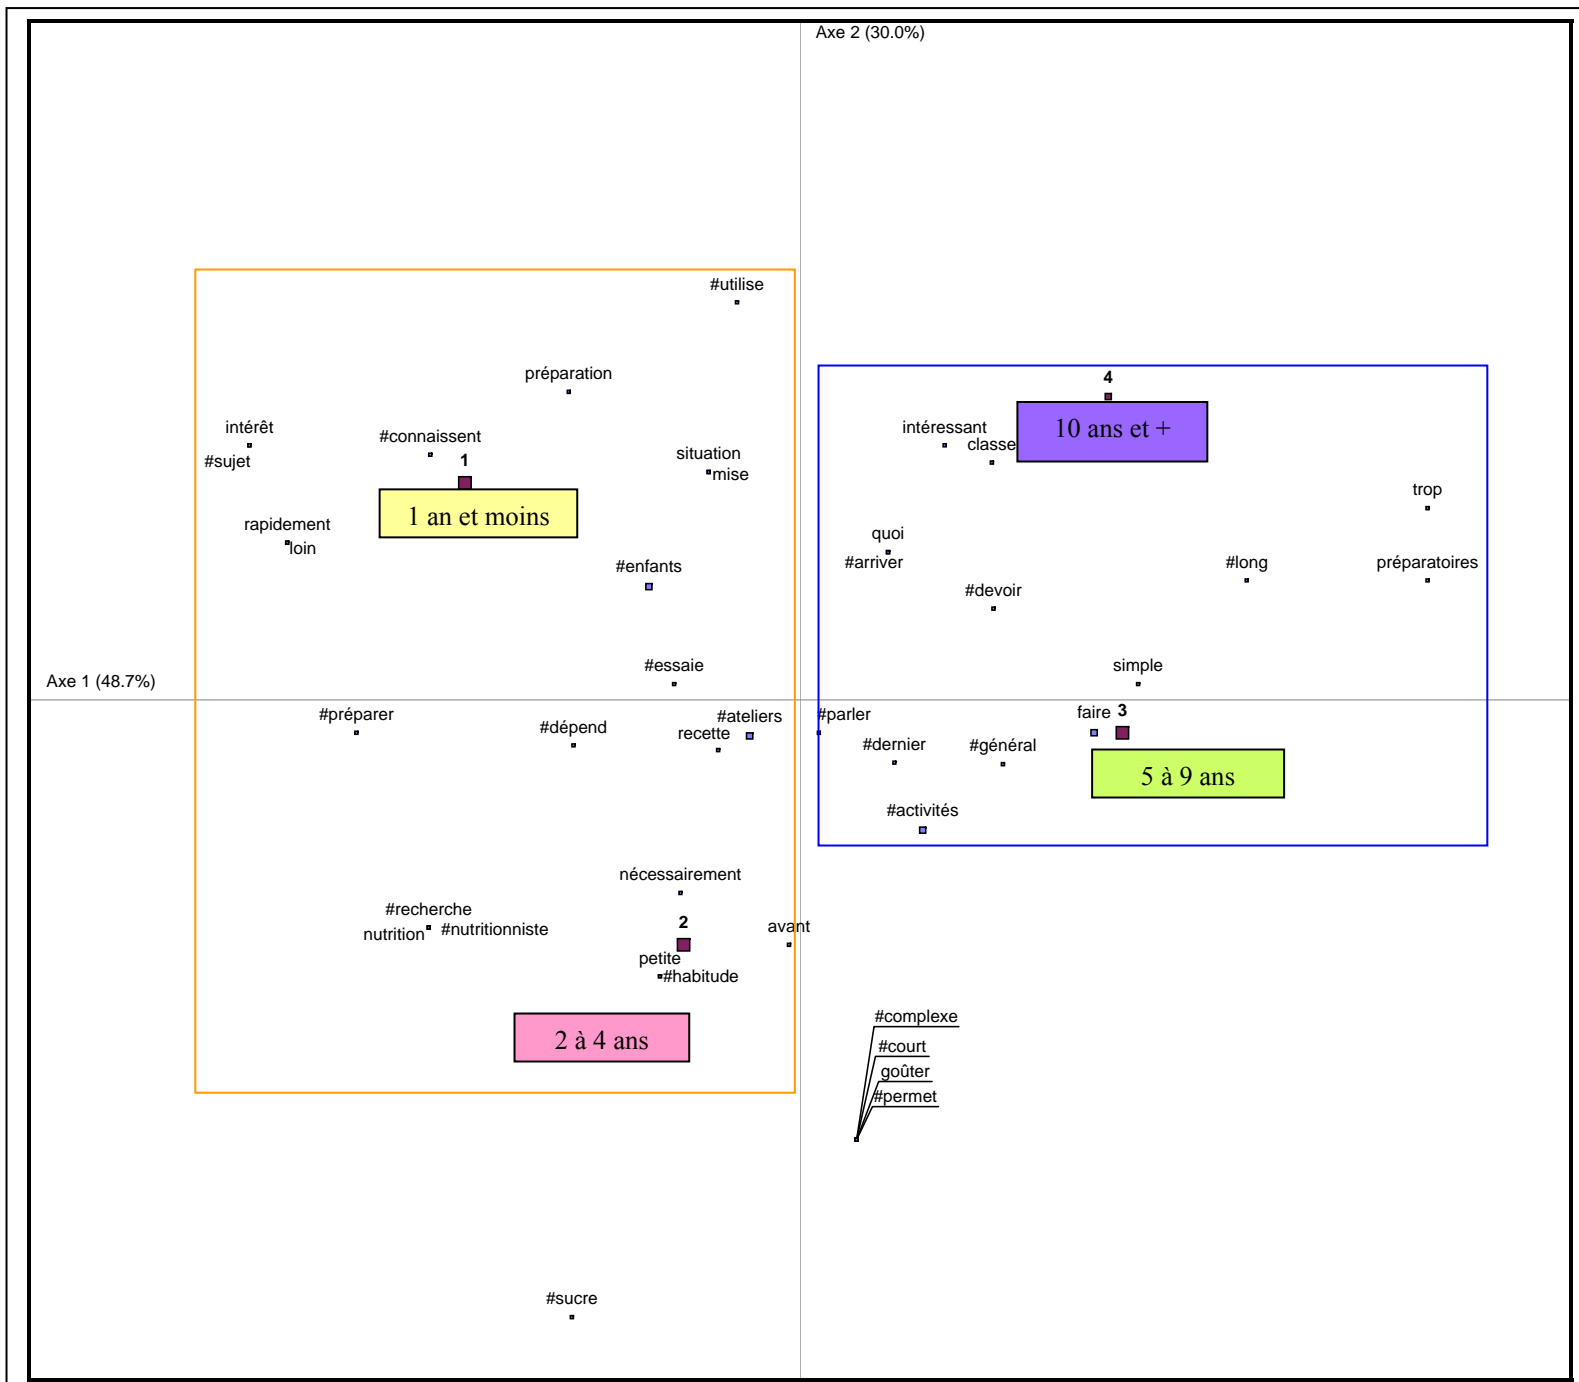 Axe 2 (30.0%)
#utilise
préparation
4
intérêt
#connaissent
intéressant
10 ans et +
classe
#sujet
1
situation
mise
trop
1 an et moins
rapidement
loin
quoi
#arriver
#enfants
#long
préparatoires
#devoir
#essaie
simple
Axe 1 (48.7%)
#préparer
#dépend
#ateliers
recette
#parler
faire
3
#dernier
#général
5 à 9 ans
#activités
nécessairement
#recherche
nutrition
#nutritionniste
2
avant
petite
#habitude
#complexe
2 à 4 ans
#court
goûter
#permet
#sucre